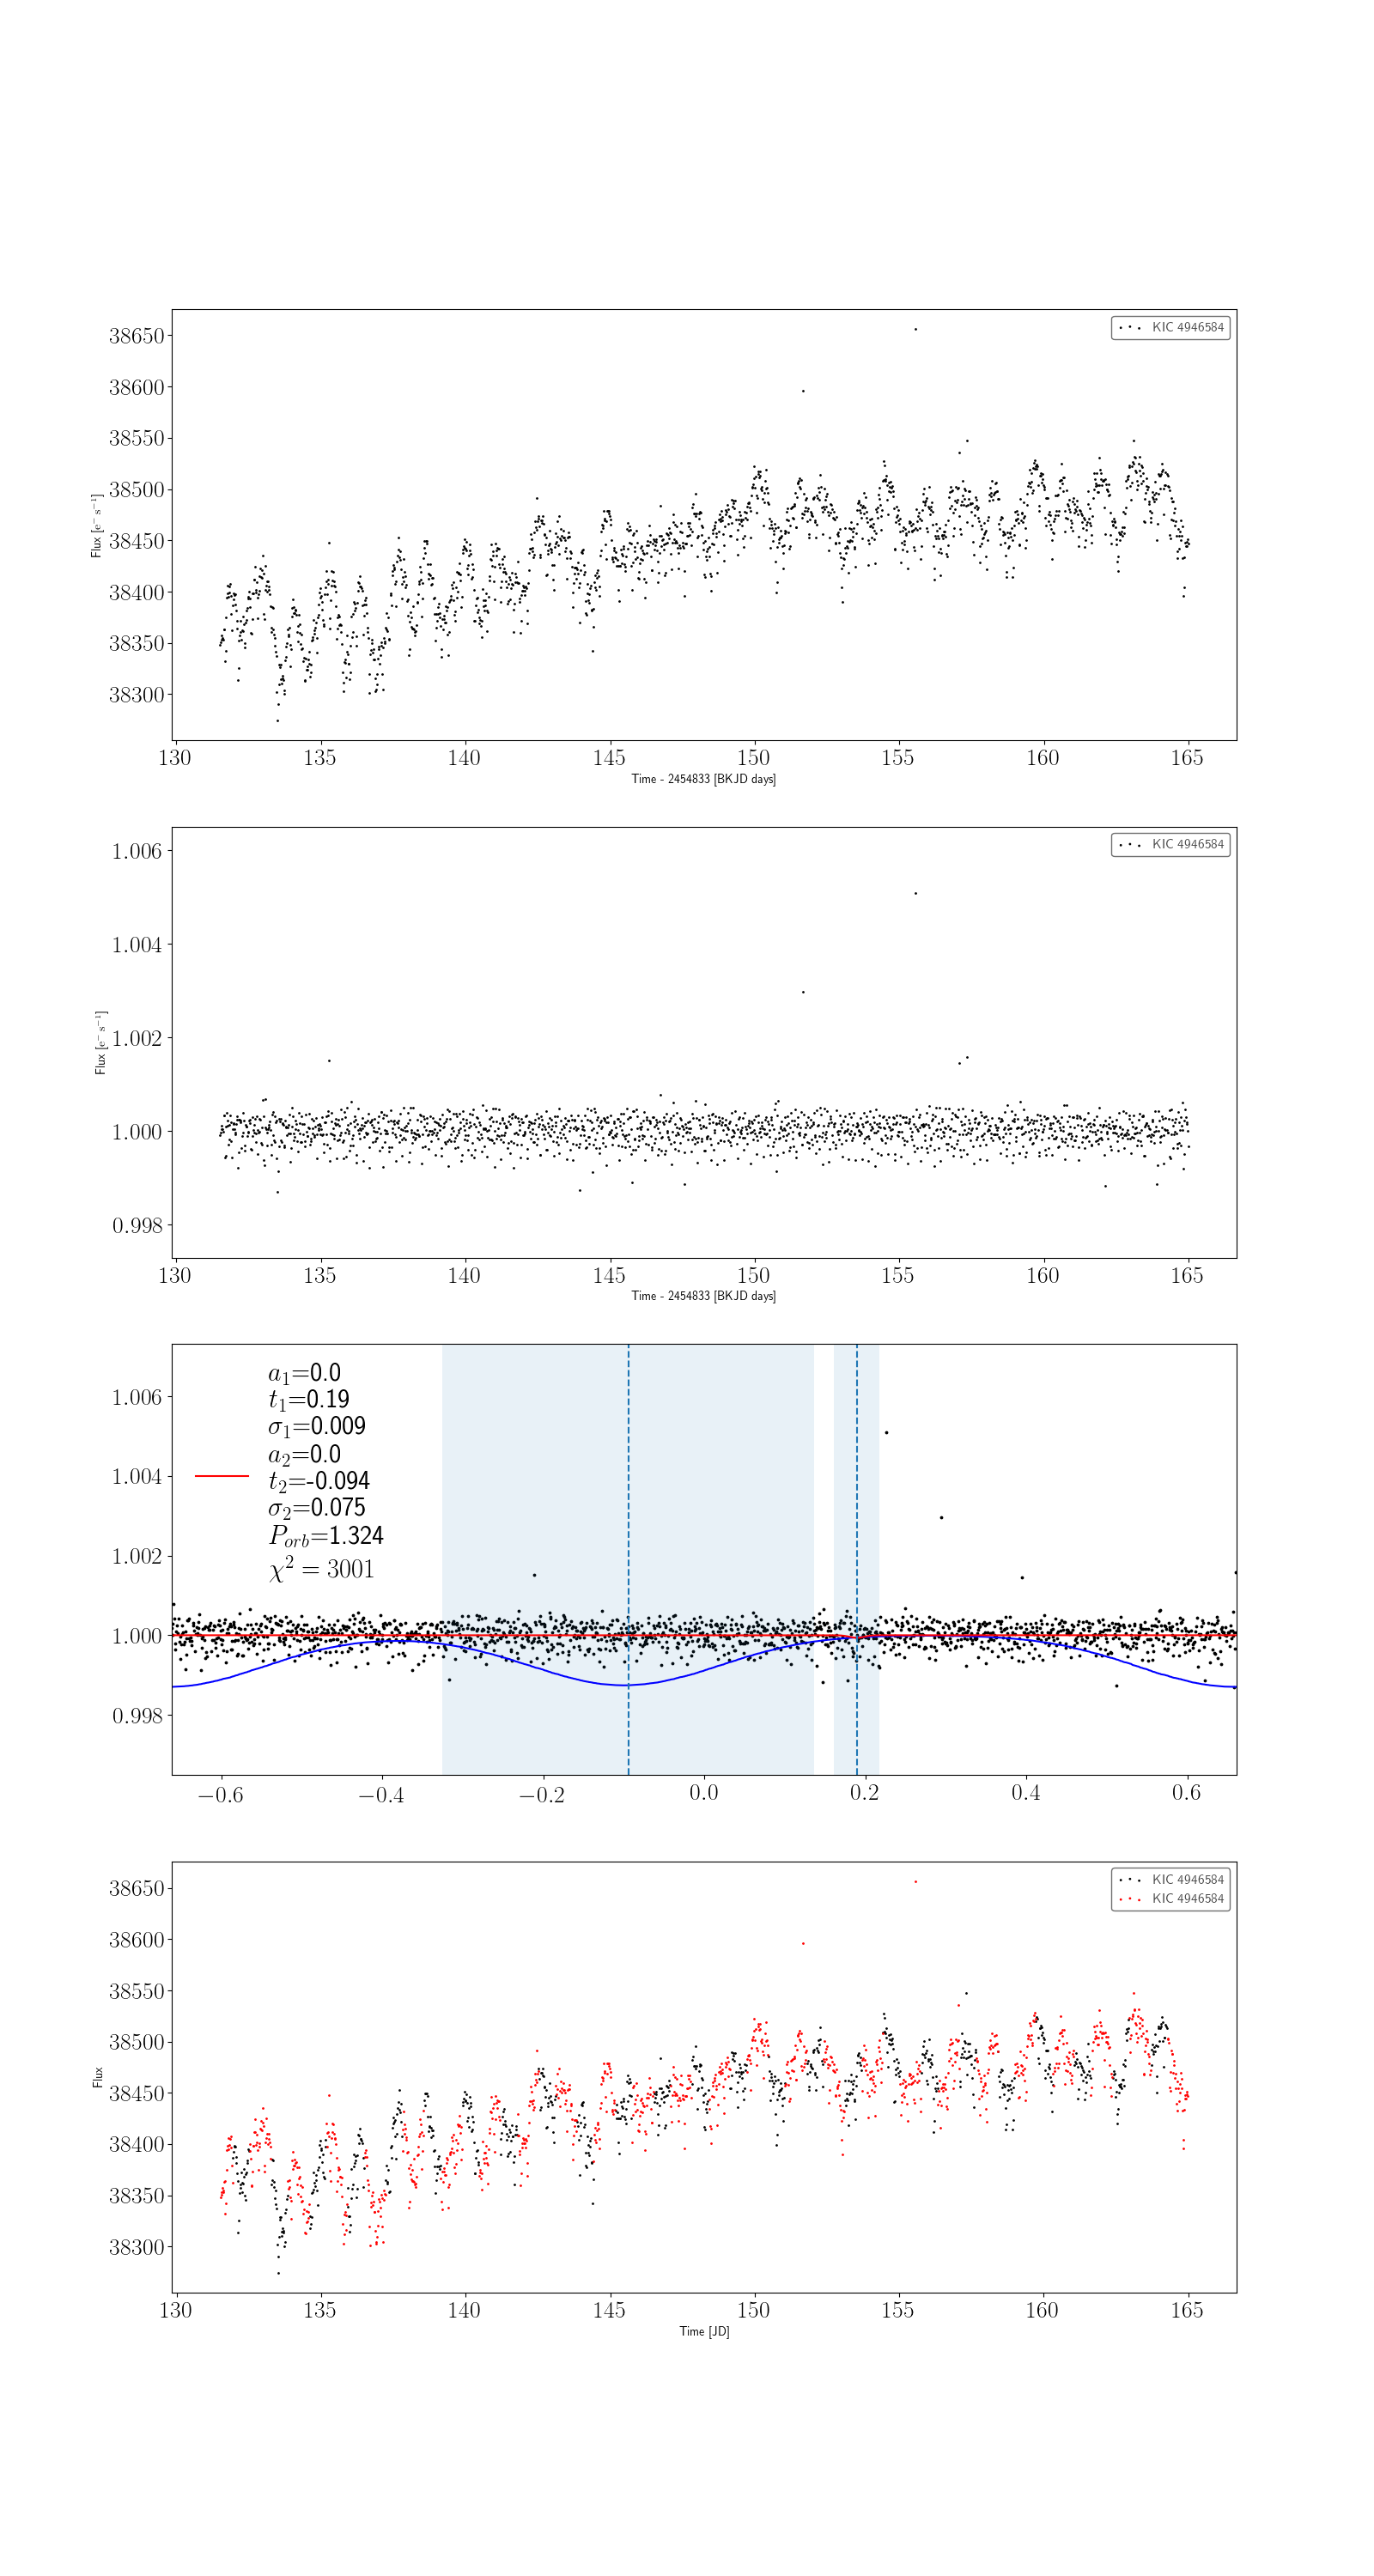 KIC 4946584
38650
38600
38550
38500
38450
38400
38350
38300
Flux [e⁻ s⁻¹]
130 135 140 145 150 155 160 165
Time - 2454833 [BKJD days]
KIC 4946584
1.006
1.004
1.002
1.000
0.998
Flux [e⁻ s⁻¹]
130 135 140 145 150 155 160 165
Time - 2454833 [BKJD days]
a₁=0.0
t₁=0.19
σ₁=0.009
a₂=0.0
t₂=-0.094
σ₂=0.075
P_orb=1.324
χ² = 3001
1.006
1.004
1.002
1.000
0.998
−0.6 −0.4 −0.2 0.0 0.2 0.4 0.6
KIC 4946584
KIC 4946584
38650
38600
38550
38500
38450
38400
38350
38300
Flux
130 135 140 145 150 155 160 165
Time [JD]